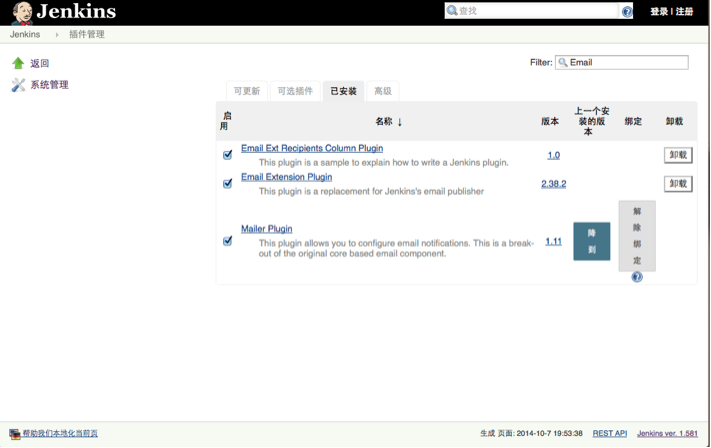 Jenkins
查找
登录 | 注册
Jenkins
插件管理
返回
系统管理
Filter:
Email
可更新
可选插件
已安装
高级
启
用
名称 ↓
版本
上一个安
装的版
本
绑定
卸载
Email Ext Recipients Column Plugin
This plugin is a sample to explain how to write a Jenkins plugin.
1.0
卸载
Email Extension Plugin
This plugin is a replacement for Jenkins's email publisher
2.38.2
卸载
Mailer Plugin
This plugin allows you to configure email notifications. This is a break-
out of the original core based email component.
1.11
降
到
解
除
绑
定
帮助我们本地化当前页
生成 页面: 2014-10-7 19:53:38
REST API
Jenkins ver. 1.581